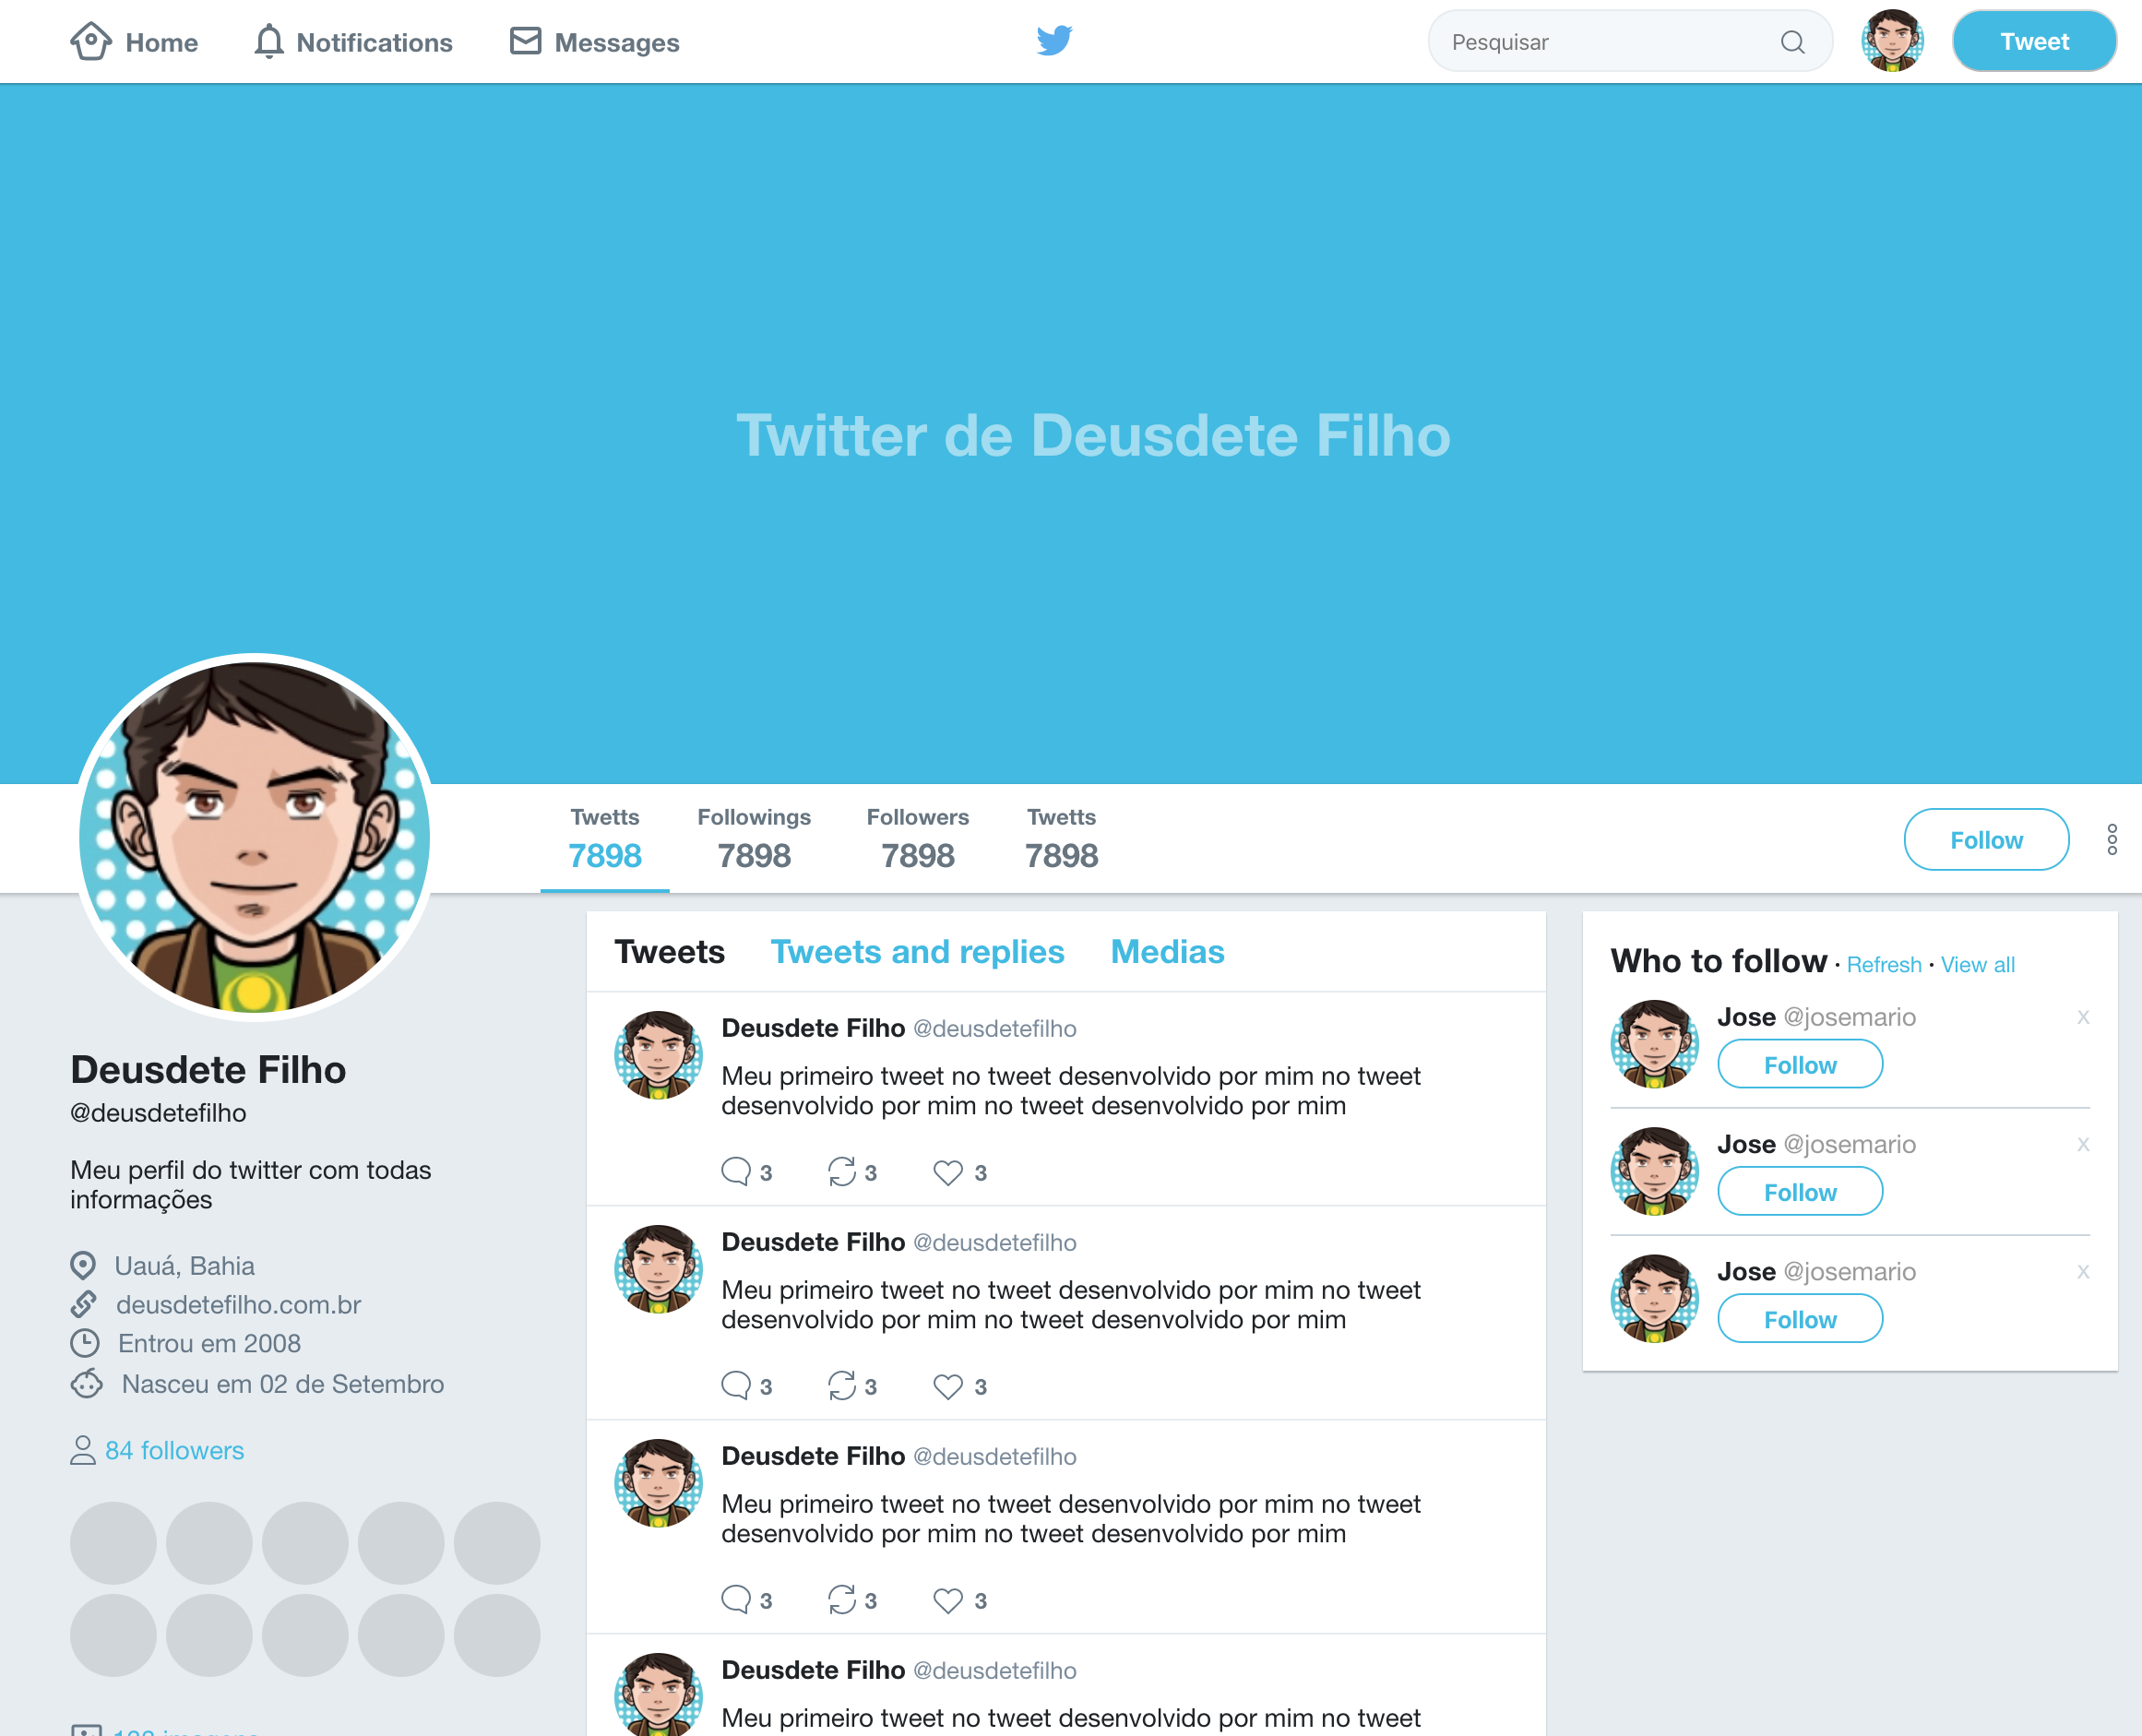 Home Notifications Messages Pesquisar Tweet
Twitter de Deusdete Filho
Twetts Followings Followers Twetts
7898 7898 7898 7898
Follow
Deusdete Filho
@deusdetefilho
Meu perfil do twitter com todas
informações
Uauá, Bahia
deusdetefilho.com.br
Entrou em 2008
Nasceu em 02 de Setembro
84 followers
Tweets Tweets and replies Medias
Deusdete Filho @deusdetefilho
Meu primeiro tweet no tweet desenvolvido por mim no tweet
desenvolvido por mim no tweet desenvolvido por mim
3 3 3
Deusdete Filho @deusdetefilho
Meu primeiro tweet no tweet desenvolvido por mim no tweet
desenvolvido por mim no tweet desenvolvido por mim
3 3 3
Deusdete Filho @deusdetefilho
Meu primeiro tweet no tweet desenvolvido por mim no tweet
desenvolvido por mim no tweet desenvolvido por mim
3 3 3
Deusdete Filho @deusdetefilho
Meu primeiro tweet no tweet desenvolvido por mim no tweet
Who to follow · Refresh · View all
Jose @josemario x
Follow
Jose @josemario x
Follow
Jose @josemario x
Follow